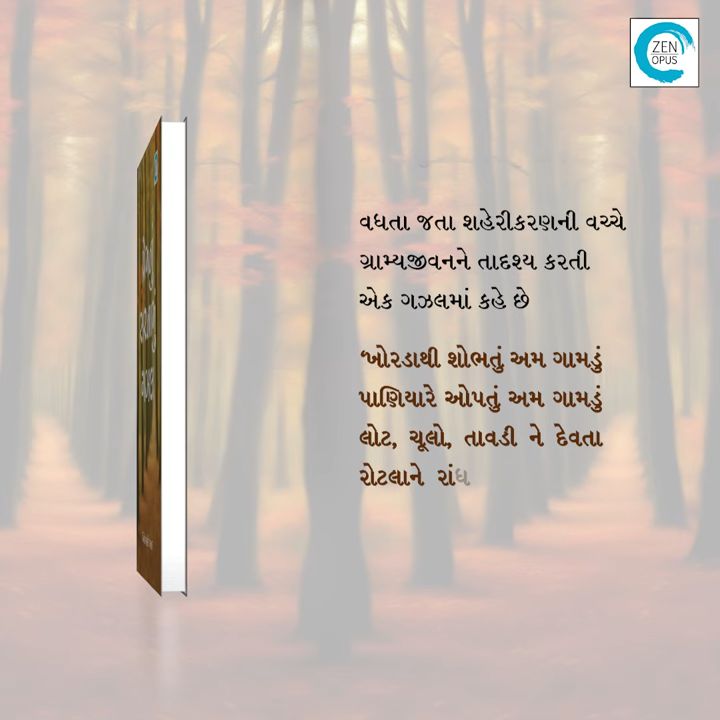 ZEN
OPUS
વધતા જતા શહેરીકરણની વચ્ચે
ગ્રામ્યજીવનને તાદશ્ય કરતી
એક ગઝલમાં કહે છે
'ખોરડાથી શોભતું અમ ગામડું
પાણિયારે ઓપતું અમ ગામડું
લોટ, ચૂલો, તાવડી ને દેવતા
રોટલાને રાંધ